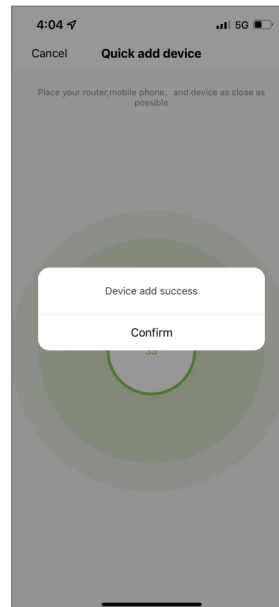 4:04 5G
Cancel Quick add device
Place your router,mobile phone, and device as close as
possible
Device add success
Confirm